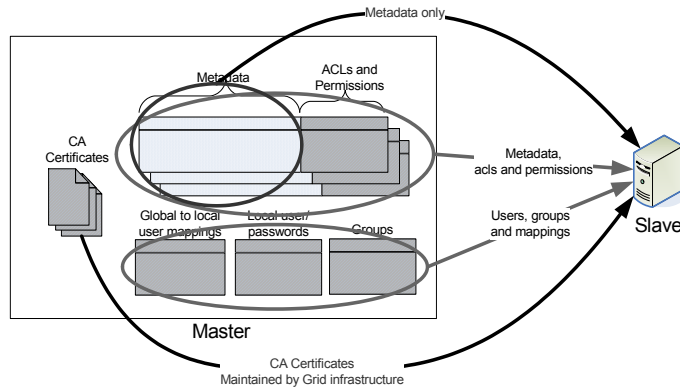 Metadata only
Metadata
ACLs and
Permissions
CA
Certificates
Metadata,
acls and permissions
Global to local
user mappings
Local user/
passwords
Groups
Users, groups
and mappings
Slave
Master
CA Certificates
Maintained by Grid infrastructure